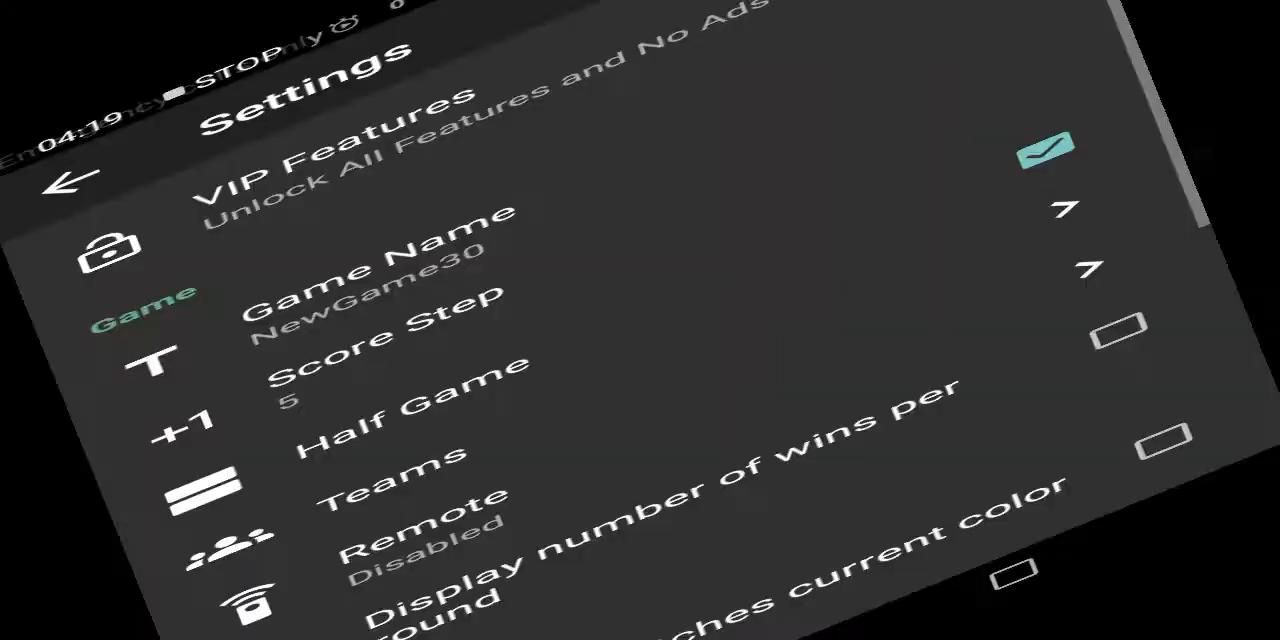 04:19 STOP
Settings
VIP Features
Unlock All Features and No Ads
Game
Game Name
NewGame30
Score Step
5
+1
Half Game
Teams
Remote
Disabled
Display number of wins per
round
current color